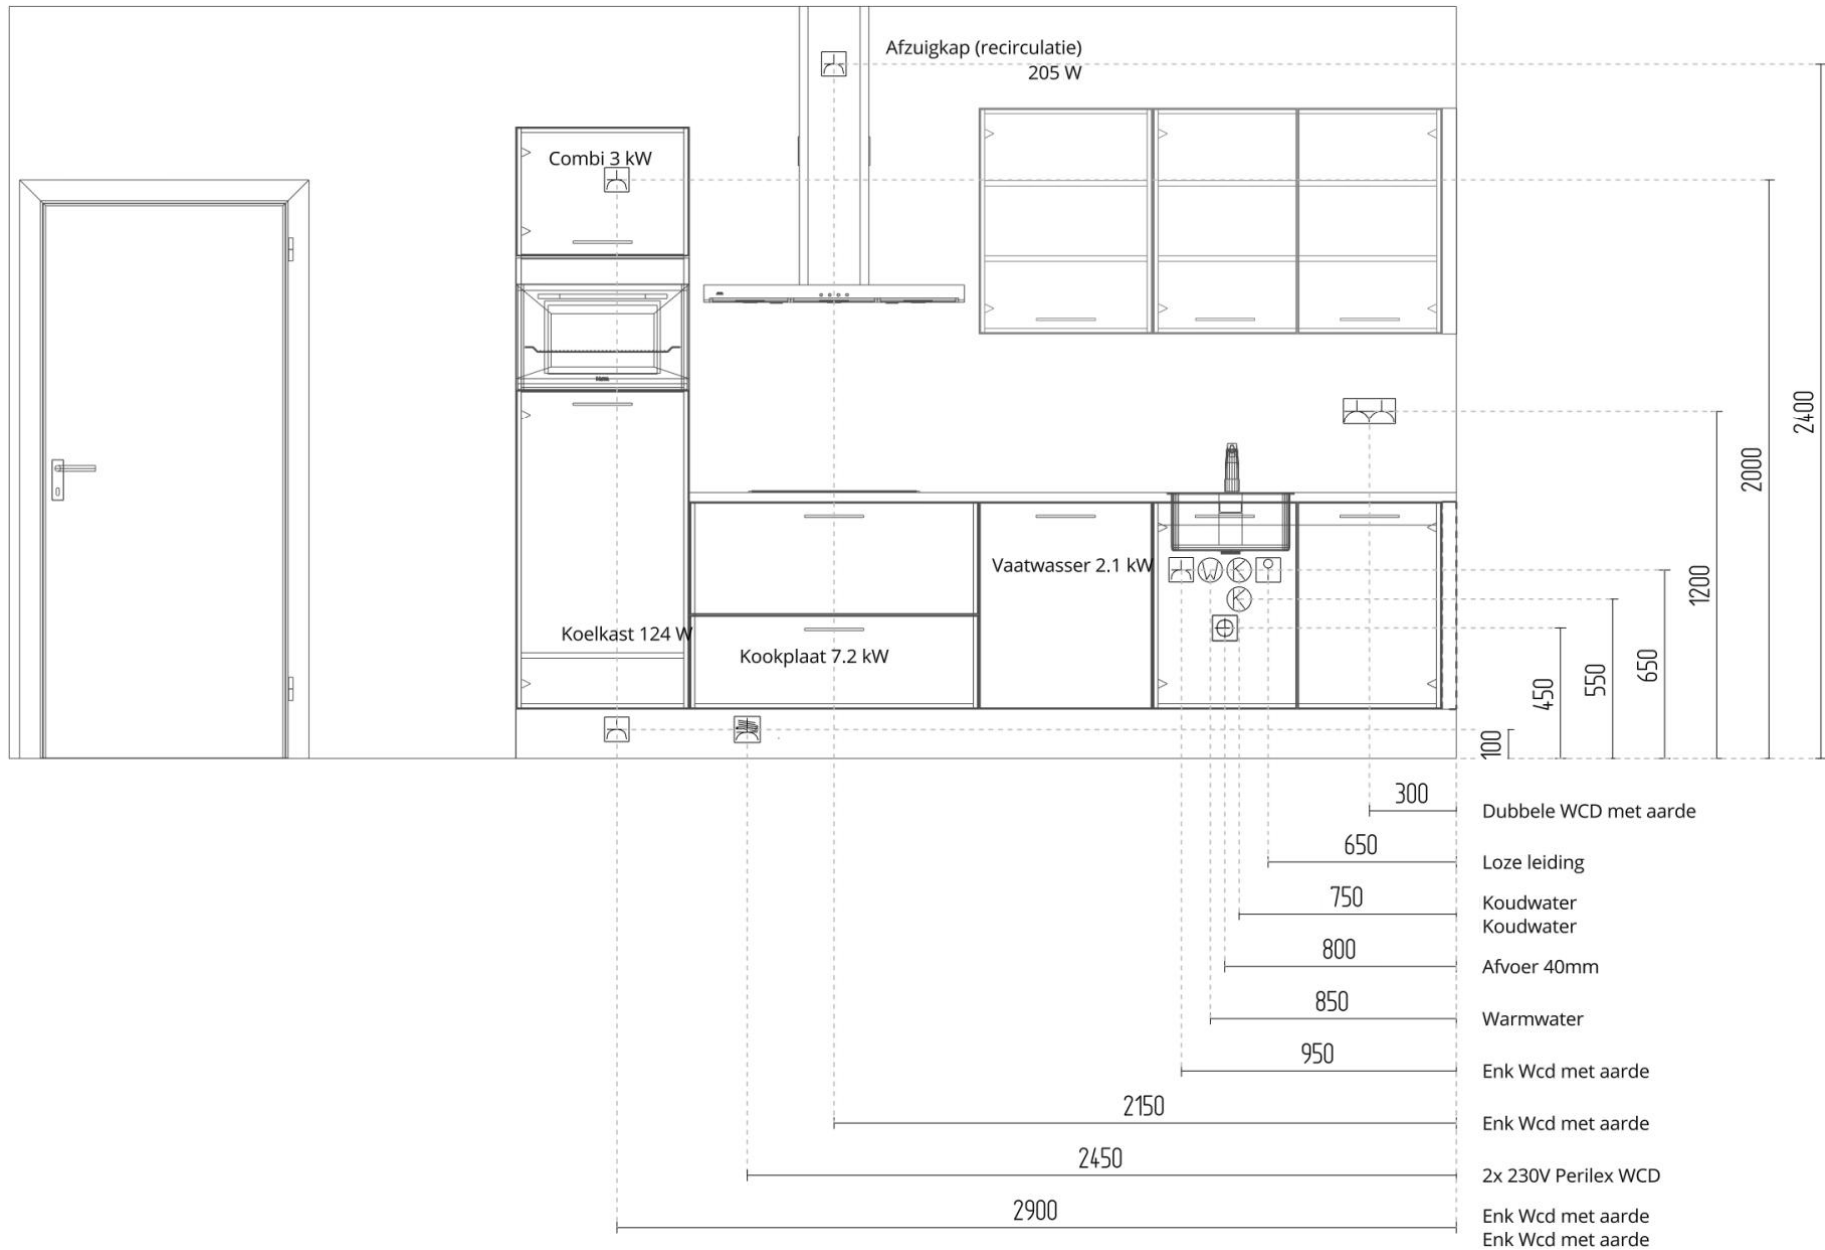 Afzuigkap (recirculatie)
205 W
Combi 3 kW
2400
2000
Vaatwasser 2.1 kW
W K
K
1200
Koelkast 124 W
Kookplaat 7.2 kW
650
550
450
100
300 Dubbele WCD met aarde
650 Loze leiding
750 Koudwater
Koudwater
800 Afvoer 40mm
850 Warmwater
950 Enk Wcd met aarde
2150 Enk Wcd met aarde
2450 2x 230V Perilex WCD
2900 Enk Wcd met aarde
Enk Wcd met aarde